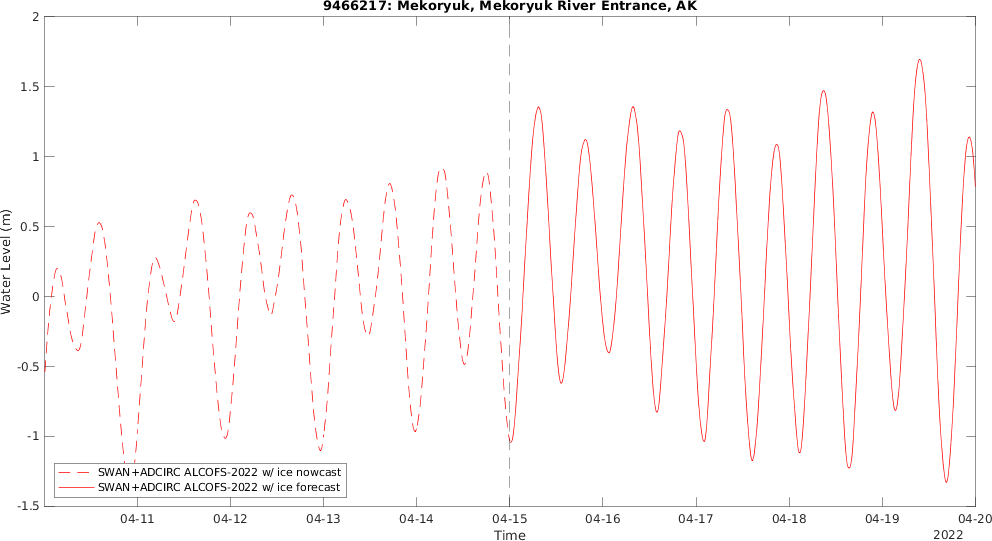 9466217: Mekoryuk, Mekoryuk River Entrance, AK
2
1.5
1
0.5
0
-0.5
-1
-1.5
Water Level (m)
SWAN+ADCIRC ALCOFS-2022 w/ ice nowcast
SWAN+ADCIRC ALCOFS-2022 w/ ice forecast
04-11 04-12 04-13 04-14 04-15 04-16 04-17 04-18 04-19 04-20
Time
2022